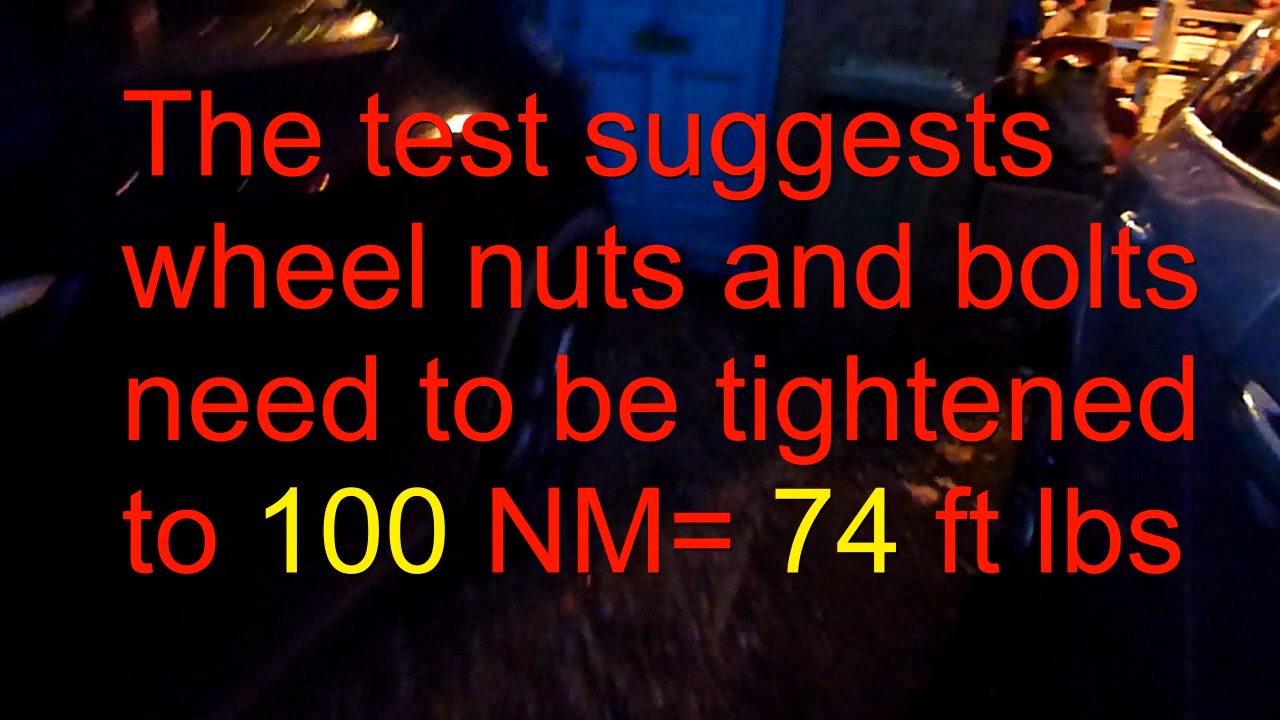 The test suggests
wheel nuts and bolts
need to be tightened
to 100 NM= 74 ft lbs